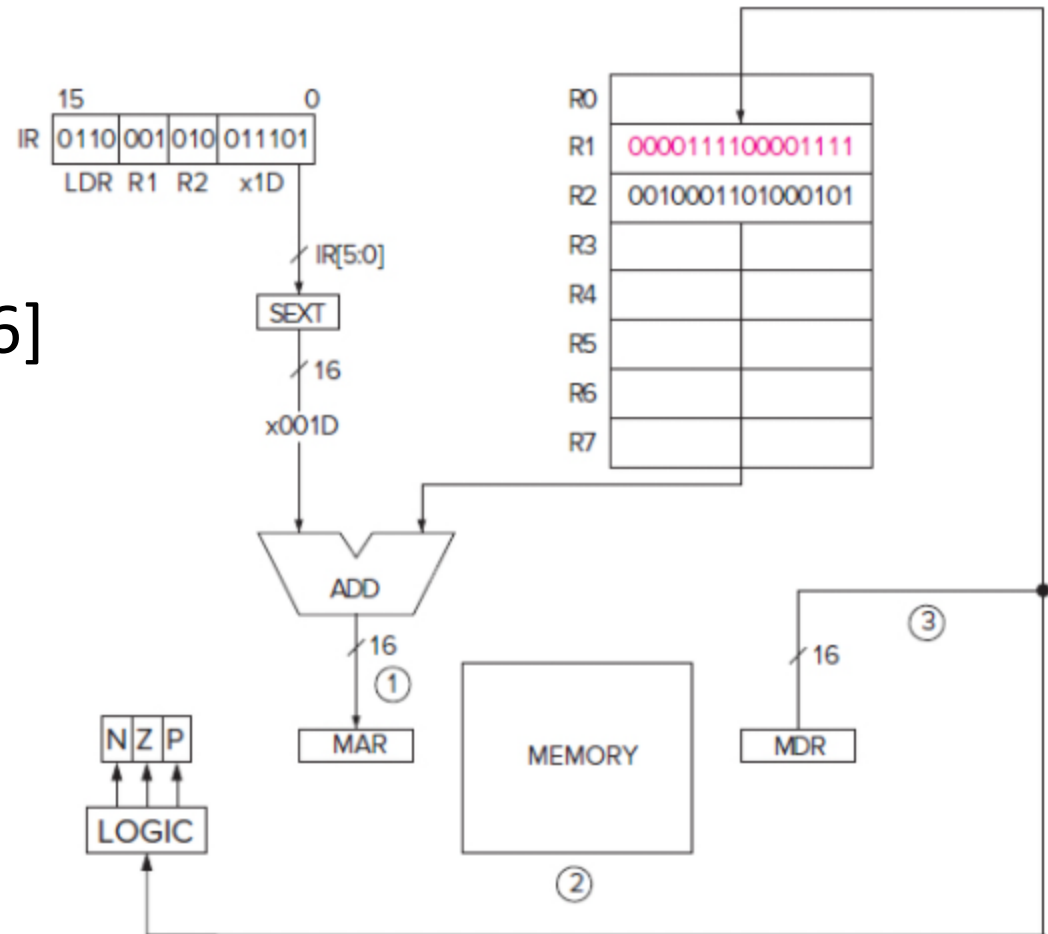 15 0
IR 0110 001 010 011101
LDR R1 R2 x1D
IR[5:0]
SEXT
16
x001D
6]
R0
R1 0000111100001111
R2 0010001101000101
R3
R4
R5
R6
R7
ADD
16
1
MAR
MEMORY
2
MDR
16
3
N Z P
LOGIC